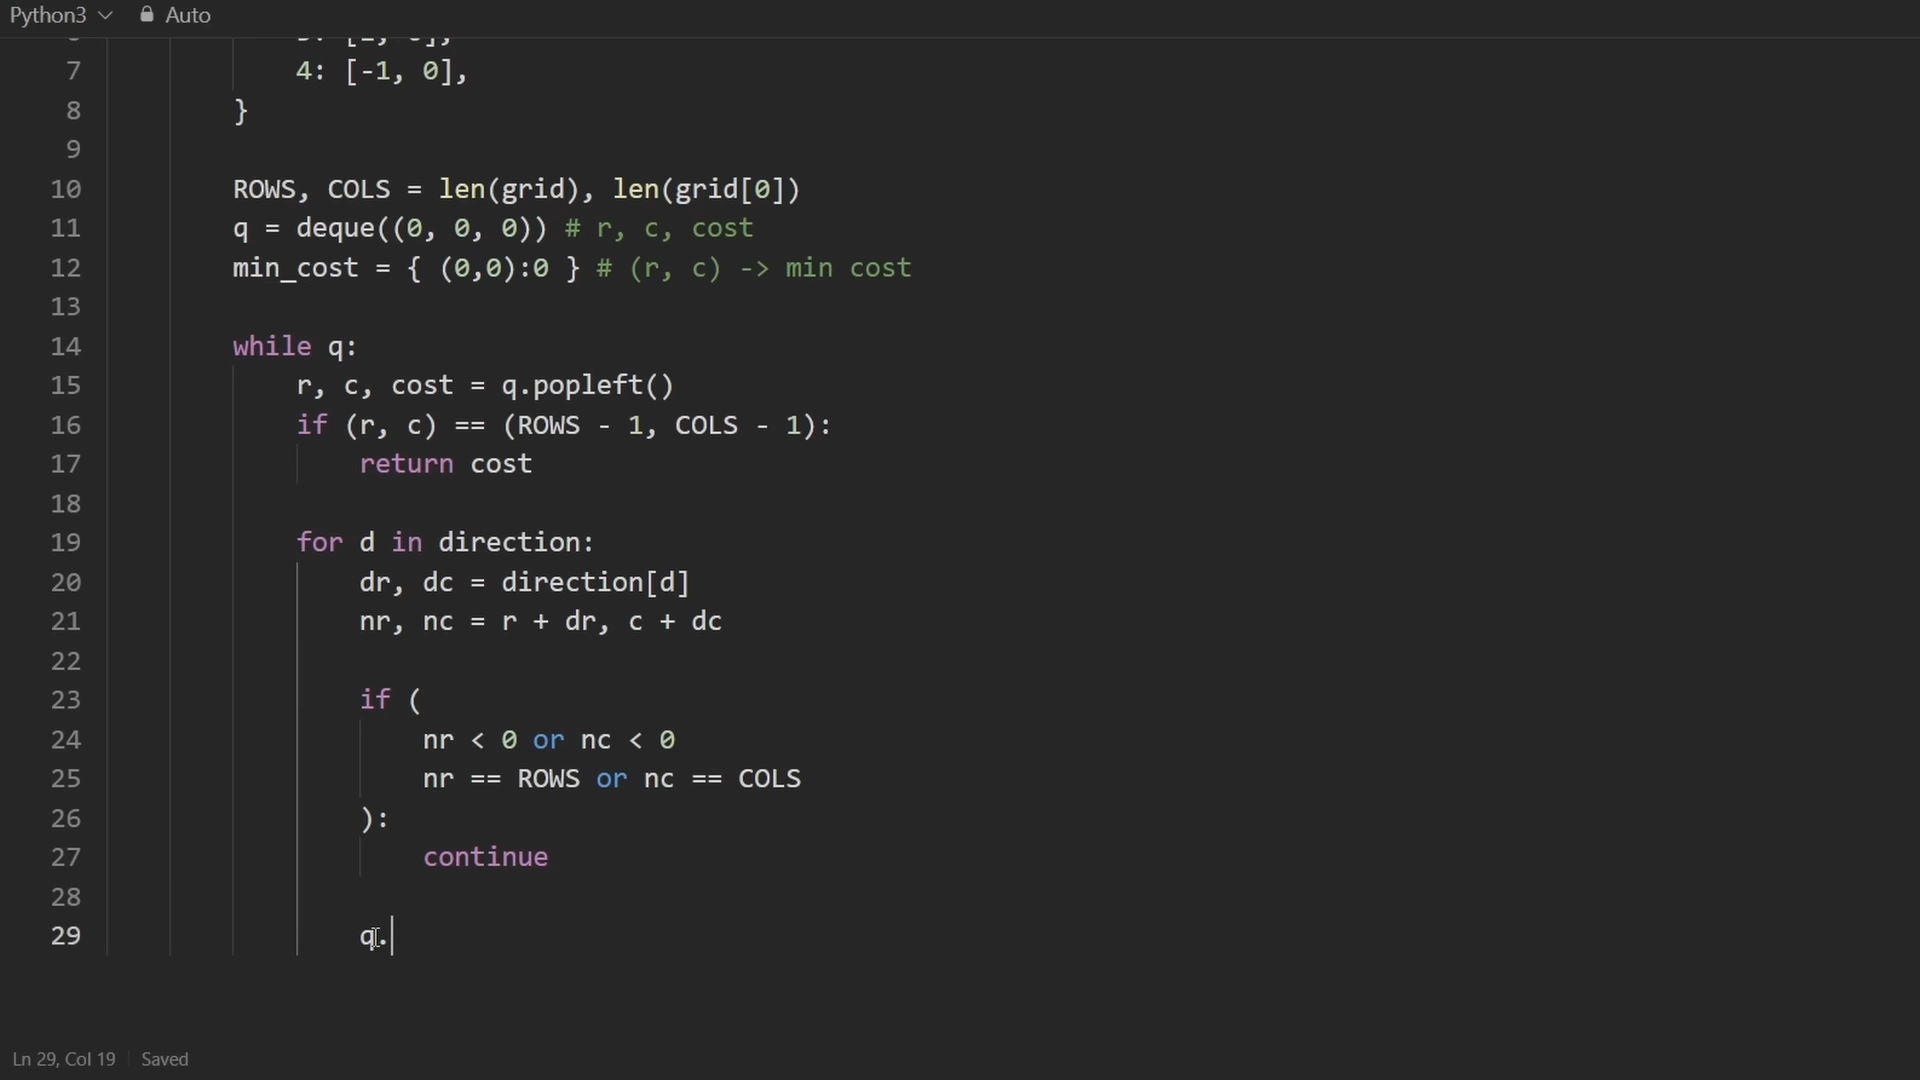 Python3 Auto
7 4: [-1, 0],
8 }
9
10 ROWS, COLS = len(grid), len(grid[0])
11 q = deque((0, 0, 0)) # r, c, cost
12 min_cost = { (0,0):0 } # (r, c) -> min cost
13
14 while q:
15 r, c, cost = q.popleft()
16 if (r, c) == (ROWS - 1, COLS - 1):
17 return cost
18
19 for d in direction:
20 dr, dc = direction[d]
21 nr, nc = r + dr, c + dc
22
23 if (
24 nr < 0 or nc < 0
25 nr == ROWS or nc == COLS
26 ):
27 continue
28
29 q.
Ln 29, Col 19 Saved